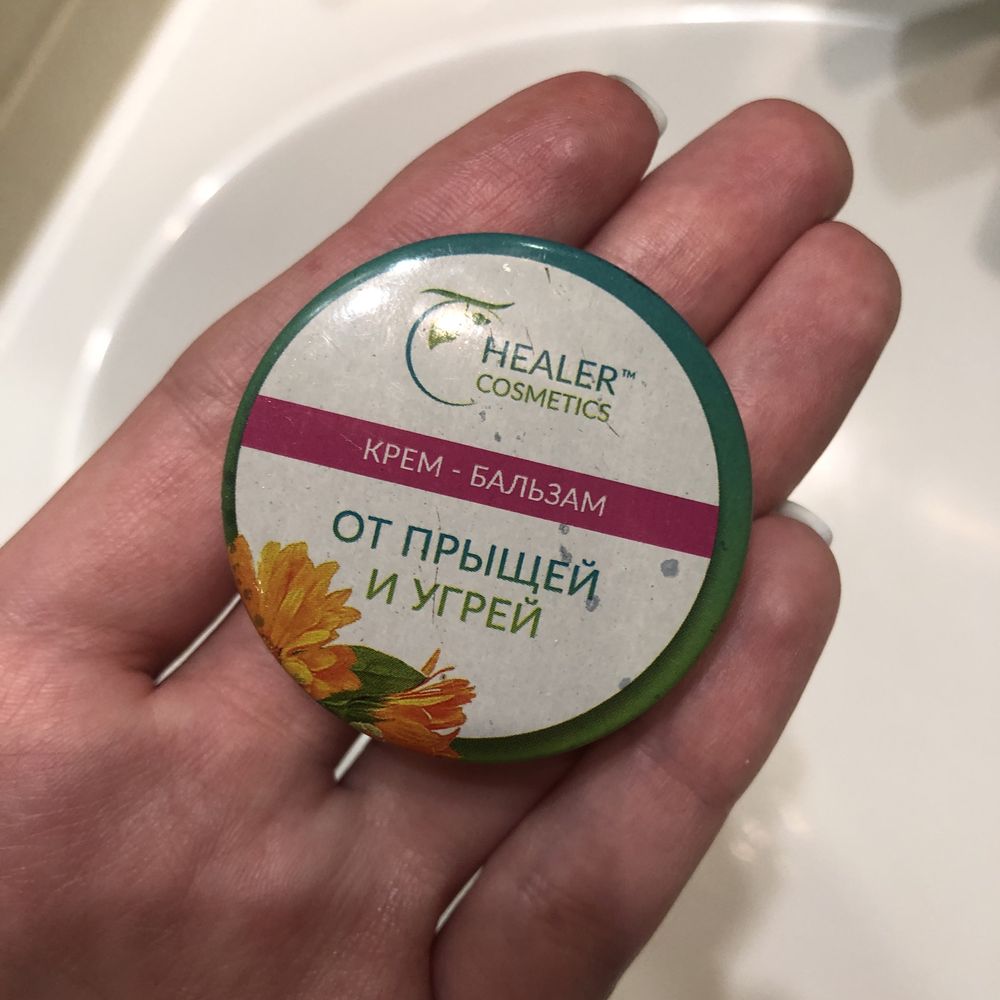 HEALER™
COSMETICS
КРЕМ - БАЛЬЗАМ
ОТ ПРЫЩЕЙ
И УГРЕЙ